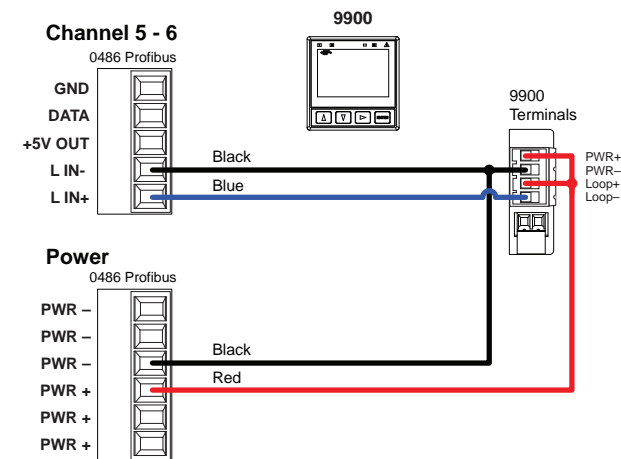 9900
Channel 5 - 6
0486 Profibus
GND
DATA
+5V OUT
L IN-
L IN+
Black
Blue
9900
Terminals
PWR+
PWR–
Loop+
Loop–
ENTER
Power
0486 Profibus
PWR –
PWR –
PWR –
PWR +
PWR +
PWR +
Black
Red